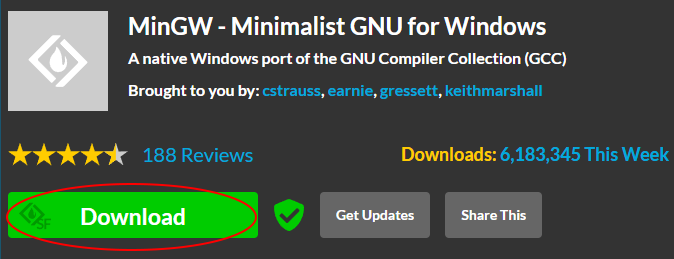 MinGW - Minimalist GNU for Windows
A native Windows port of the GNU Compiler Collection (GCC)
Brought to you by: cstrauss, earnie, gressett, keithmarshall
188 Reviews
Downloads: 6,183,345 This Week
SF Download
Get Updates
Share This